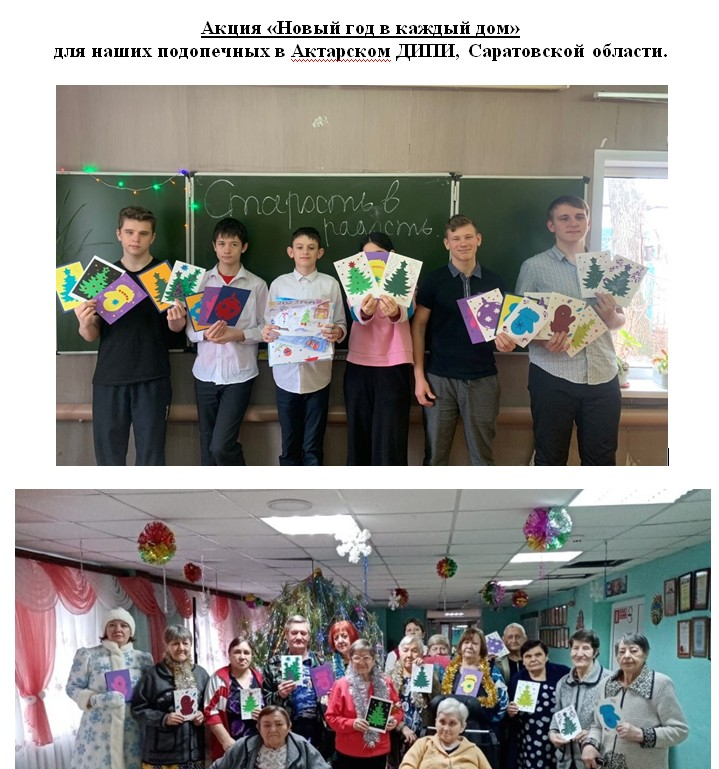 Акция «Новый год в каждый дом»
для наших подопечных в Актарском ДИПИ, Саратовской области.
Старость в
радость